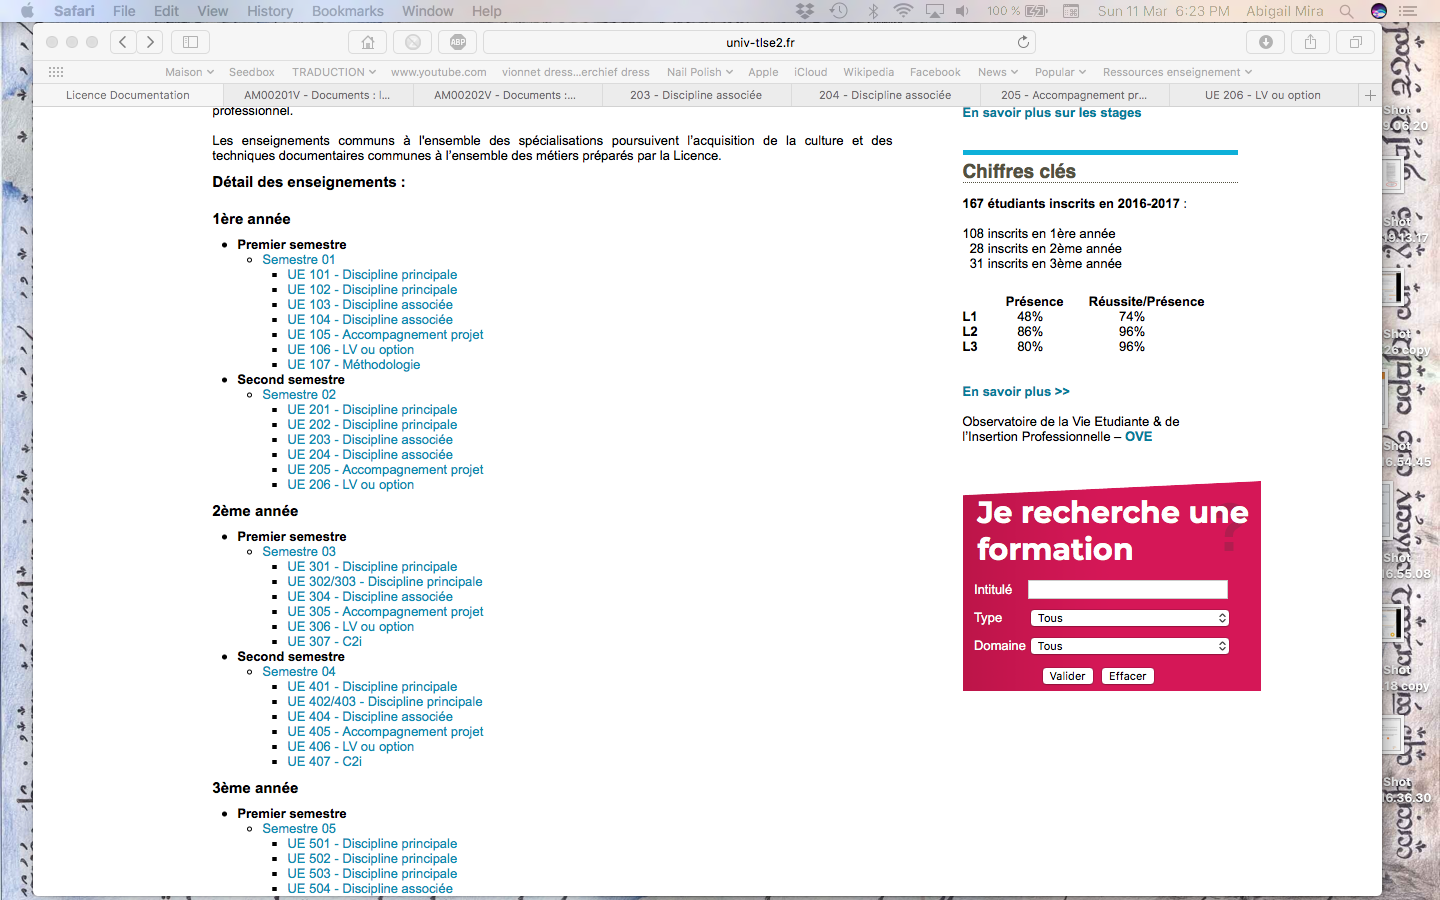 Safari File Edit View History Bookmarks Window Help 100 % Sun 11 Mar 6:23 PM Abigail Mira
ABP univ-tlse2.fr
Maison Seedbox TRADUCTION www.youtube.com vionnet dress...erchief dress Nail Polish Apple iCloud Wikipedia Facebook News Popular Ressources enseignement
Licence Documentation AM00201V - Documents : l... AM00202V - Documents :... 203 - Discipline associée 204 - Discipline associée 205 - Accompagnement pr... UE 206 - LV ou option
professionnel.
Les enseignements communs à l'ensemble des spécialisations poursuivent l'acquisition de la culture et des
techniques documentaires communes à l'ensemble des métiers préparés par la Licence.
Détail des enseignements :
1ère année
Premier semestre
Semestre 01
UE 101 - Discipline principale
UE 102 - Discipline principale
UE 103 - Discipline associée
UE 104 - Discipline associée
UE 105 - Accompagnement projet
UE 106 - LV ou option
UE 107 - Méthodologie
Second semestre
Semestre 02
UE 201 - Discipline principale
UE 202 - Discipline principale
UE 203 - Discipline associée
UE 204 - Discipline associée
UE 205 - Accompagnement projet
UE 206 - LV ou option
2ème année
Premier semestre
Semestre 03
UE 301 - Discipline principale
UE 302/303 - Discipline principale
UE 304 - Discipline associée
UE 305 - Accompagnement projet
UE 306 - LV ou option
UE 307 - C2i
Second semestre
Semestre 04
UE 401 - Discipline principale
UE 402/403 - Discipline principale
UE 404 - Discipline associée
UE 405 - Accompagnement projet
UE 406 - LV ou option
UE 407 - C2i
3ème année
Premier semestre
Semestre 05
UE 501 - Discipline principale
UE 502 - Discipline principale
UE 503 - Discipline principale
UE 504 - Discipline associée
En savoir plus sur les stages
Chiffres clés
167 étudiants inscrits en 2016-2017 :
108 inscrits en 1ère année
28 inscrits en 2ème année
31 inscrits en 3ème année
Présence Réussite/Présence
L1 48% 74%
L2 86% 96%
L3 80% 96%
En savoir plus >>
Observatoire de la Vie Etudiante & de
l'Insertion Professionnelle – OVE
Je recherche une
formation
?
Intitulé
Type Tous
Domaine Tous
Valider Effacer
Shot
9.06.20
Shot
9.13.17
Shot
Shot
26 copy
Shot
6.54.45
Shot
6.55.08
Shot
18 copy
Shot
6.36.30